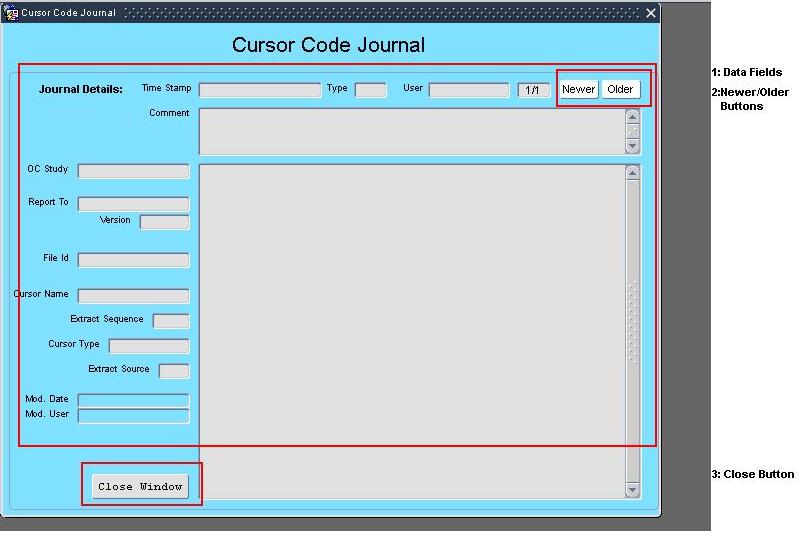 Cursor Code Journal
Cursor Code Journal
Journal Details: Time Stamp Type User 1/1 Newer Older
Comment
OC Study
Report To
Version
File Id
Cursor Name
Extract Sequence
Cursor Type
Extract Source
Mod. Date
Mod. User
Close Window
1: Data Fields
2:Newer/Older
Buttons
3: Close Button